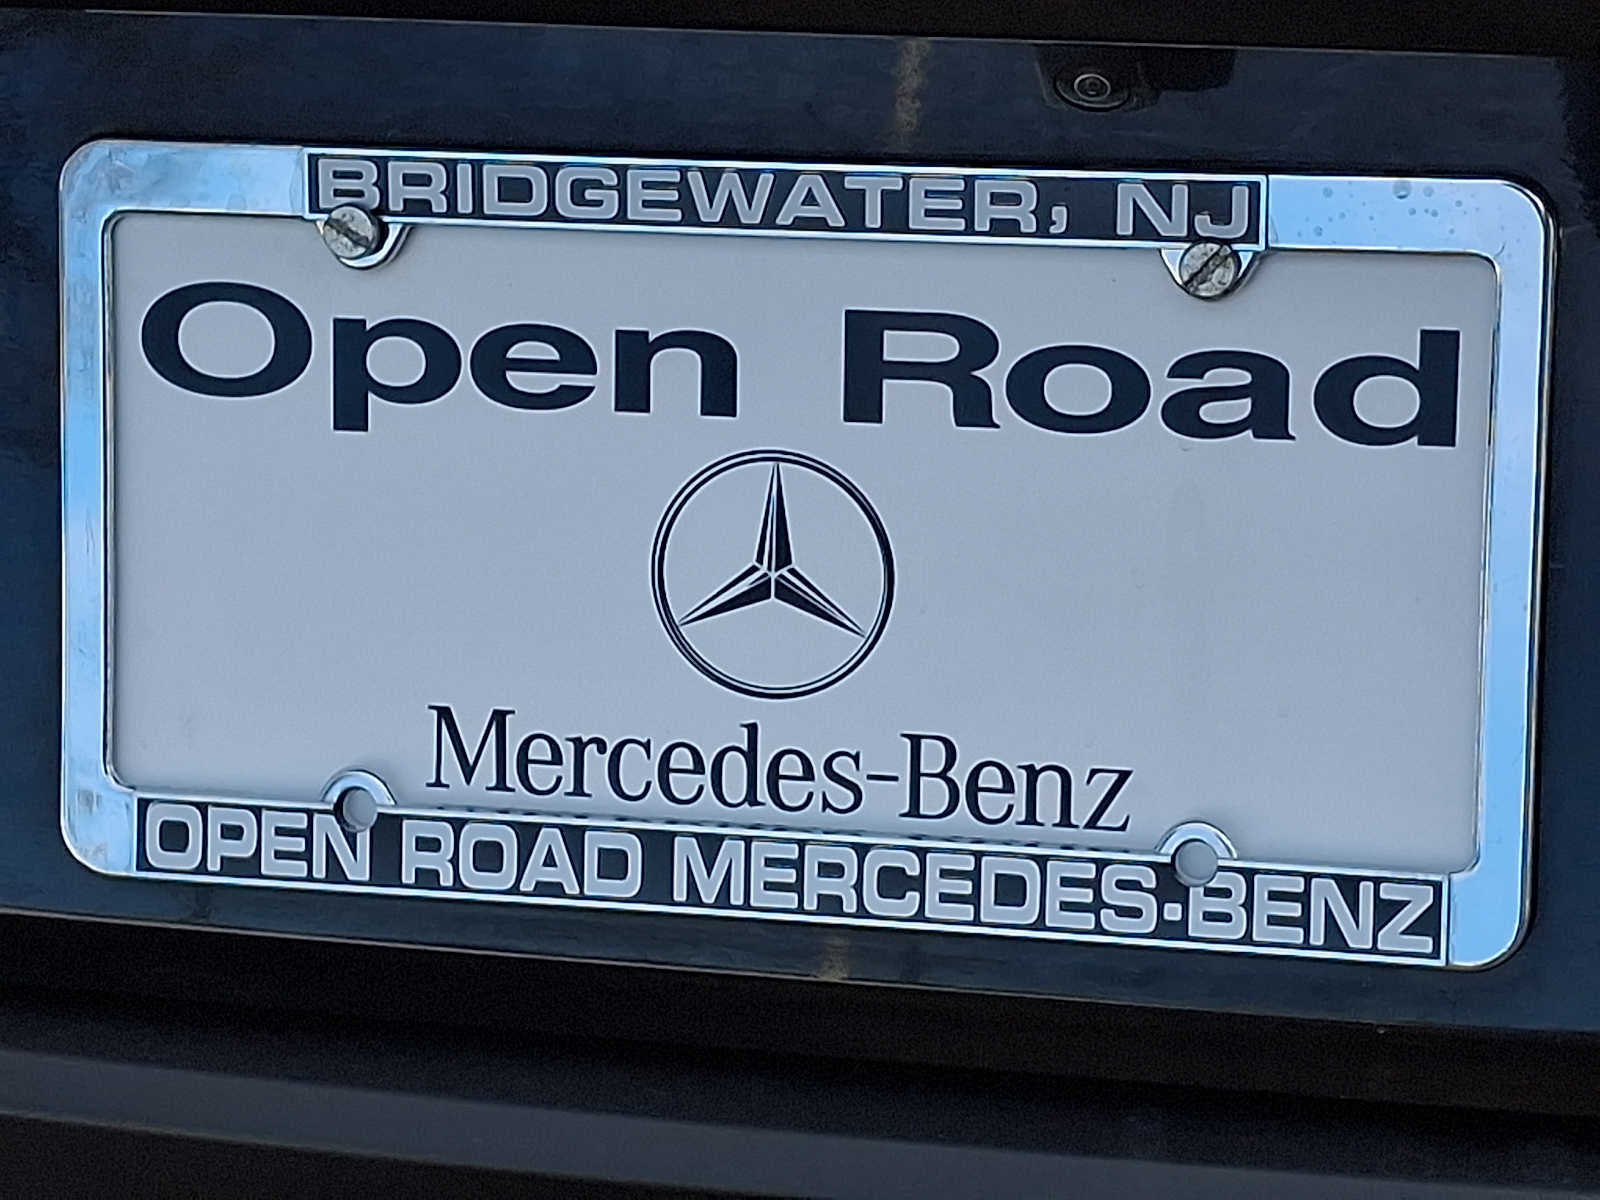 BRIDGEWATER, NJ
Open Road
Mercedes-Benz
OPEN ROAD MERCEDES-BENZ